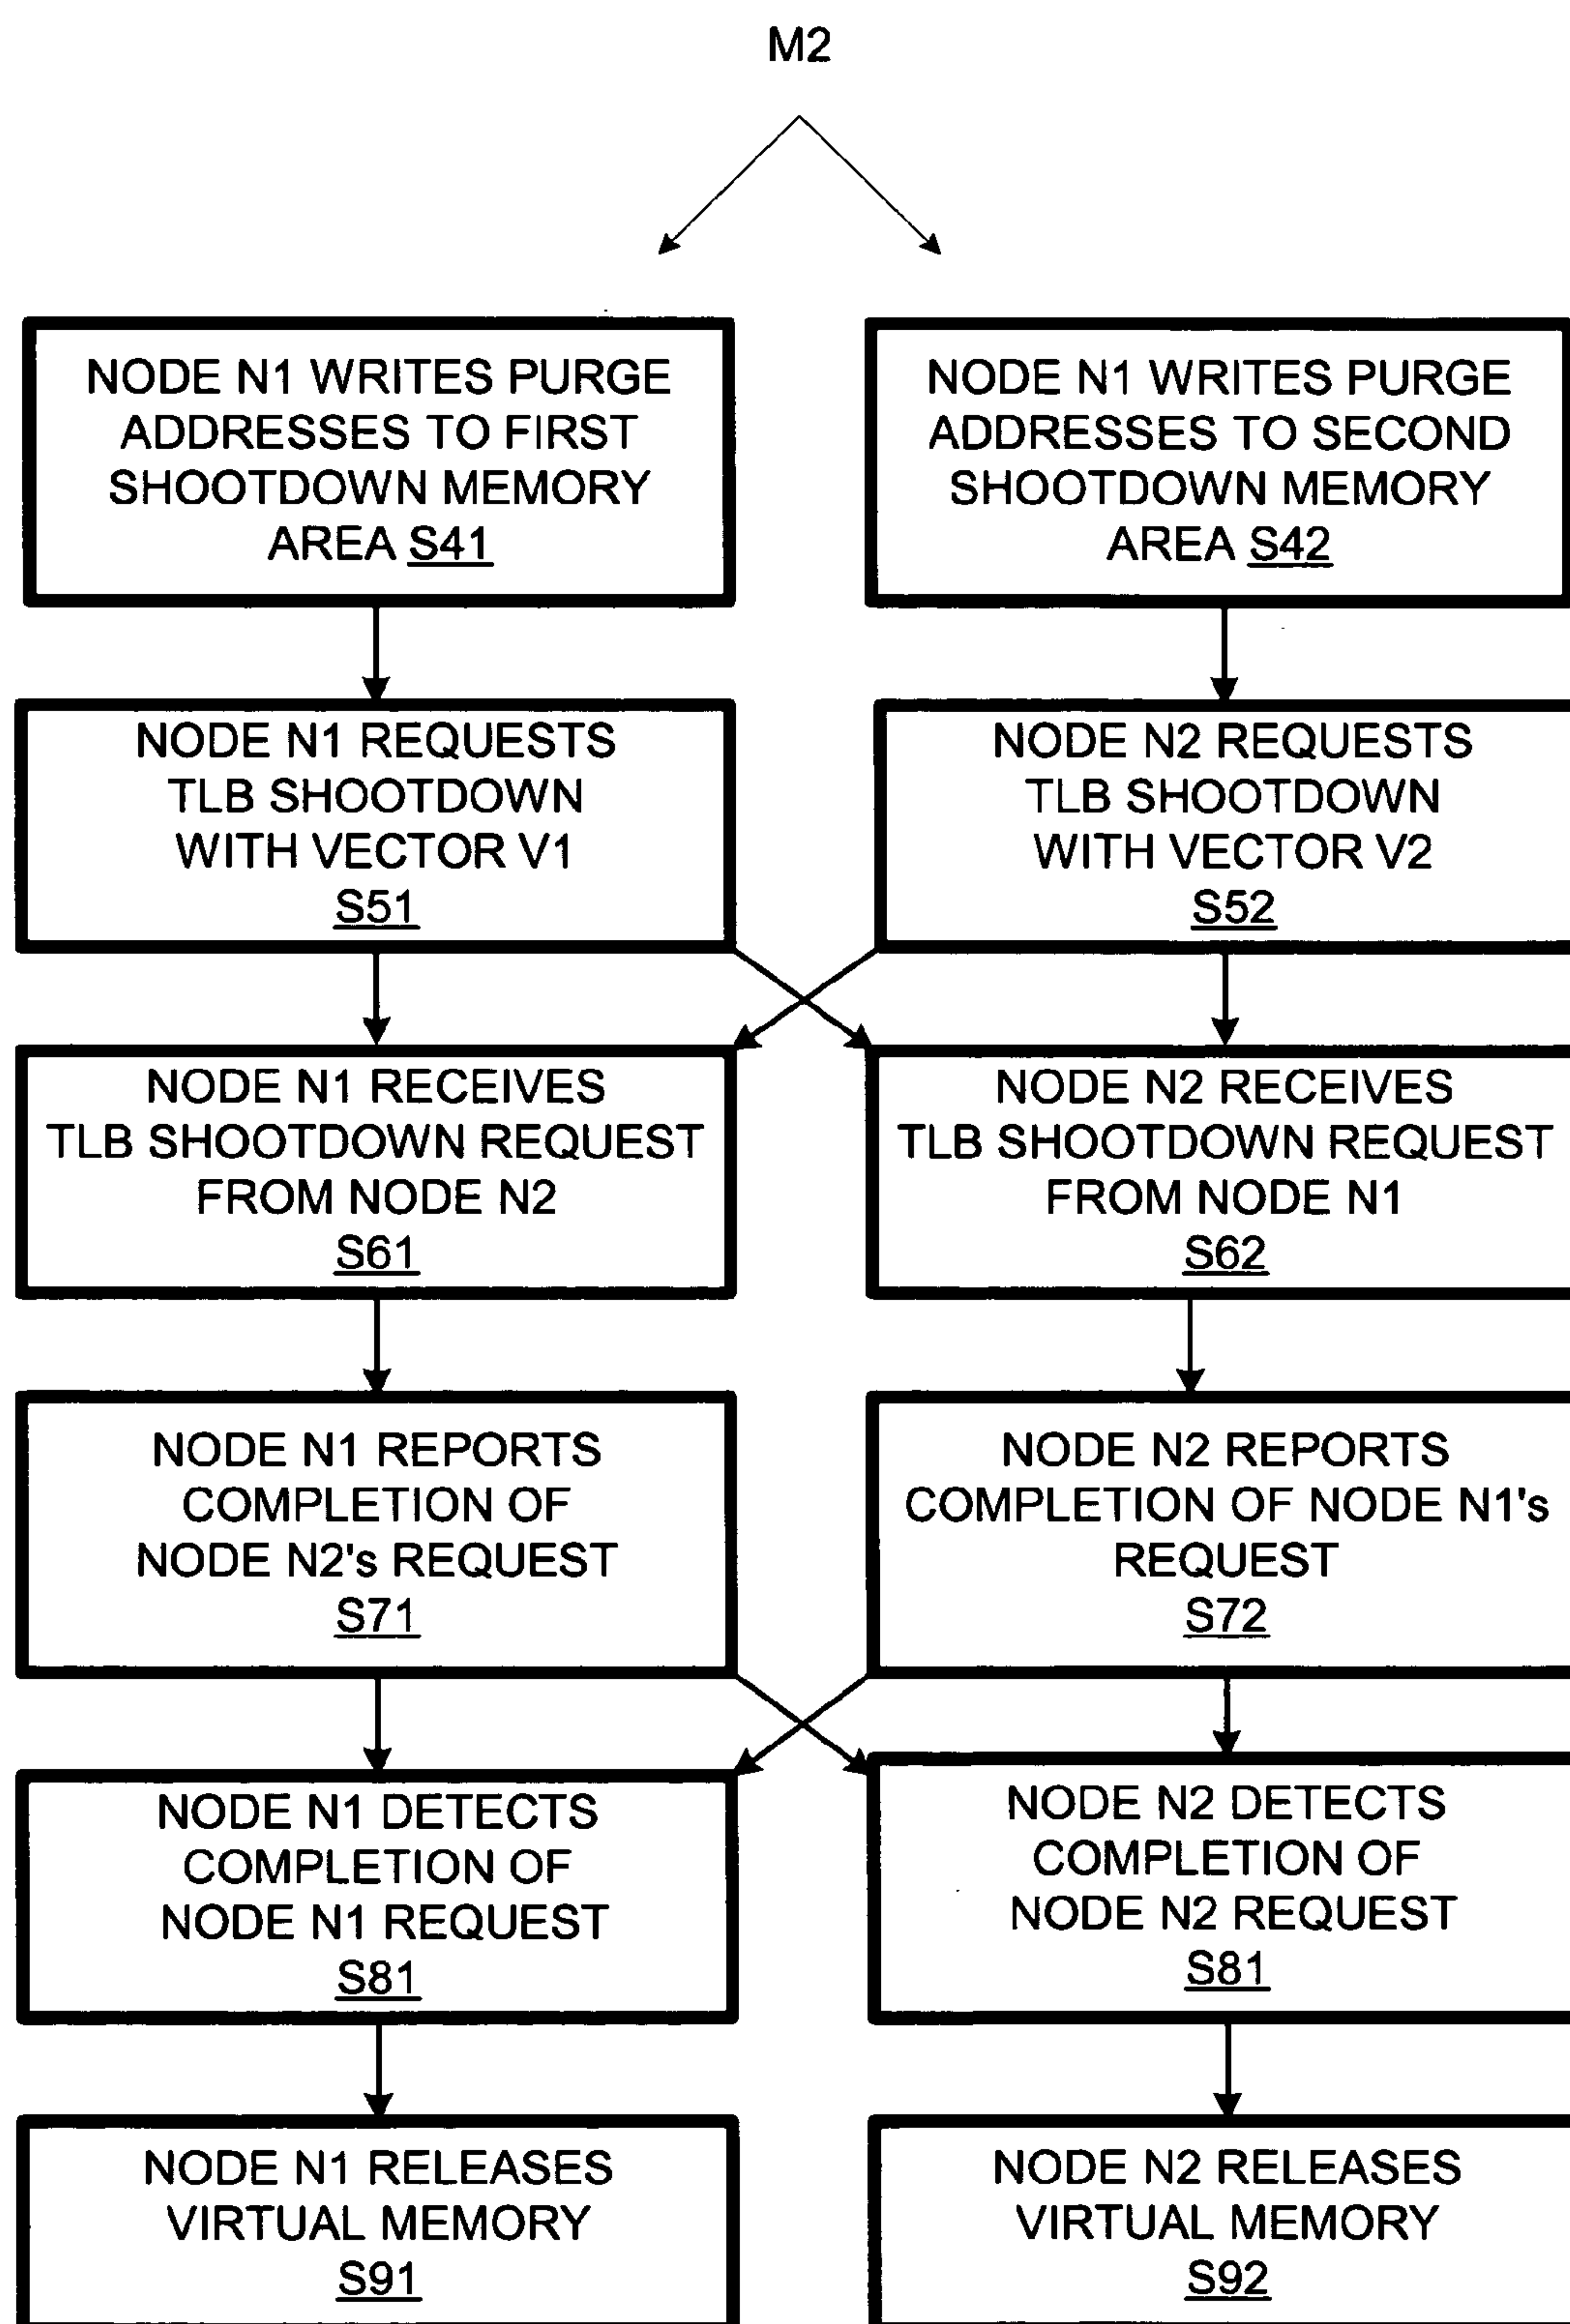 M2
NODE N1 WRITES PURGE
ADDRESSES TO FIRST
SHOOTDOWN MEMORY
AREA S41
NODE N1 WRITES PURGE
ADDRESSES TO SECOND
SHOOTDOWN MEMORY
AREA S42
NODE N1 REQUESTS
TLB SHOOTDOWN
WITH VECTOR V1
S51
NODE N2 REQUESTS
TLB SHOOTDOWN
WITH VECTOR V2
S52
NODE N1 RECEIVES
TLB SHOOTDOWN REQUEST
FROM NODE N2
S61
NODE N2 RECEIVES
TLB SHOOTDOWN REQUEST
FROM NODE N1
S62
NODE N1 REPORTS
COMPLETION OF
NODE N2's REQUEST
S71
NODE N2 REPORTS
COMPLETION OF NODE N1's
REQUEST
S72
NODE N1 DETECTS
COMPLETION OF
NODE N1 REQUEST
S81
NODE N2 DETECTS
COMPLETION OF
NODE N2 REQUEST
S81
NODE N1 RELEASES
VIRTUAL MEMORY
S91
NODE N2 RELEASES
VIRTUAL MEMORY
S92